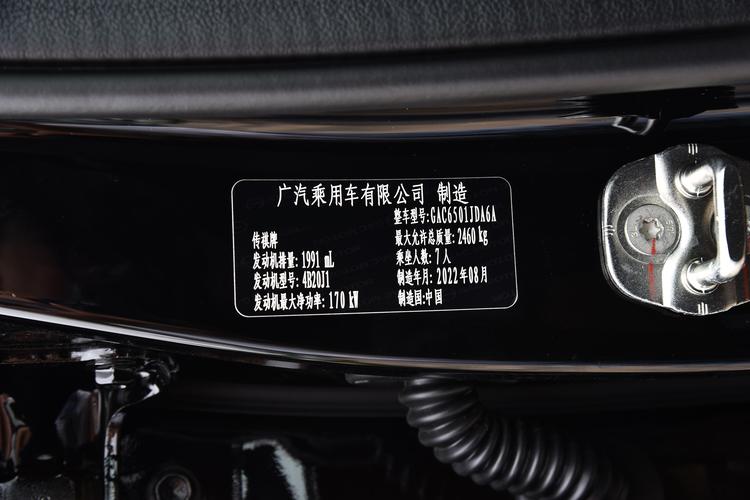 广汽乘用车有限公司 制造
整车型号:GAC6501JDA6A
传祺牌 最大允许总质量:2460 kg
发动机排量:1991 mL 乘坐人数:7人
发动机型号:4B20J1 制造年月:2022年08月
发动机最大净功率:170 kW 制造国:中国